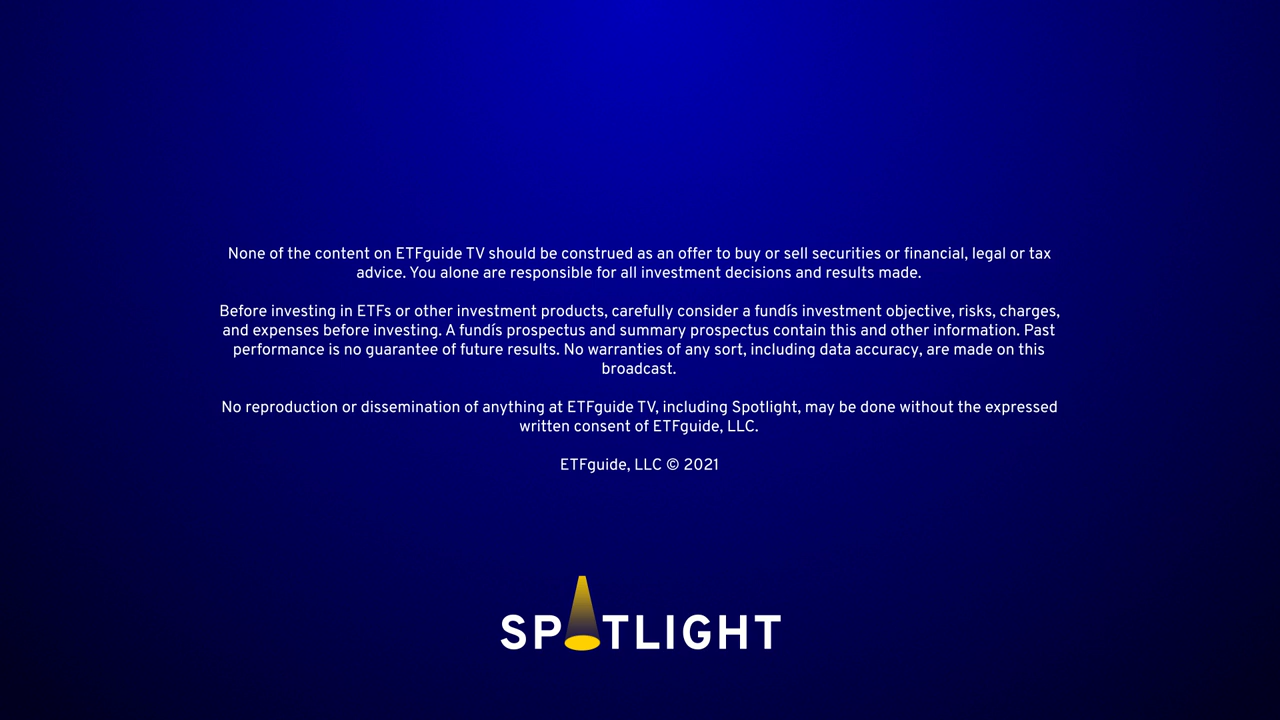 None of the content on ETFguide TV should be construed as an offer to buy or sell securities or financial, legal or tax
advice. You alone are responsible for all investment decisions and results made.
Before investing in ETFs or other investment products, carefully consider a fundís investment objective, risks, charges,
and expenses before investing. A fundís prospectus and summary prospectus contain this and other information. Past
performance is no guarantee of future results. No warranties of any sort, including data accuracy, are made on this
broadcast.
No reproduction or dissemination of anything at ETFguide TV, including Spotlight, may be done without the expressed
written consent of ETFguide, LLC.
ETFguide, LLC © 2021
SPOTLIGHT